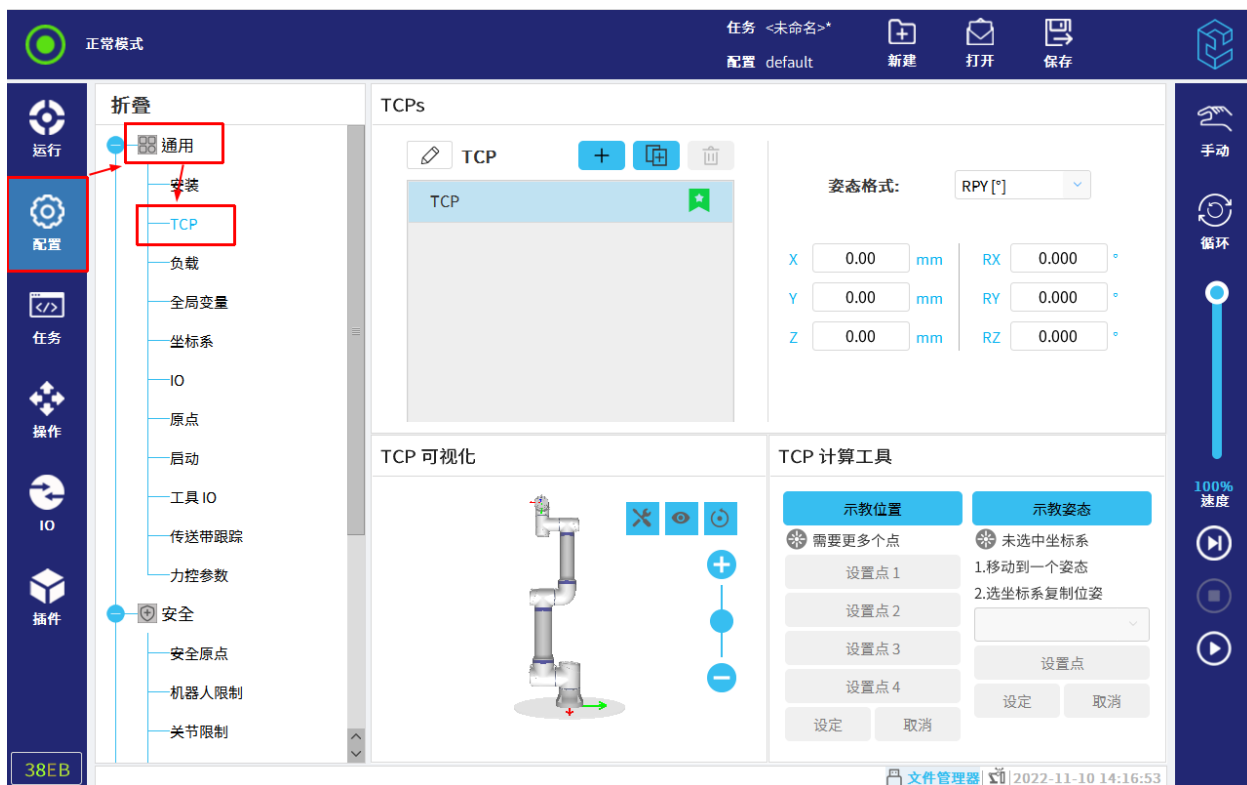 正常模式
任务 <未命名>*
配置 default
新建
打开
保存
运行
配置
任务
操作
IO
插件
38EB
折叠
通用
安装
TCP
负载
全局变量
坐标系
IO
原点
启动
工具 IO
传送带跟踪
力控参数
安全
安全原点
机器人限制
关节限制
TCPs
TCP
TCP
姿态格式:
RPY [°]
X 0.00 mm RX 0.000 °
Y 0.00 mm RY 0.000 °
Z 0.00 mm RZ 0.000 °
TCP 可视化
TCP 计算工具
示教位置
需要更多个点
设置点 1
设置点 2
设置点 3
设置点 4
设定 取消
示教姿态
未选中坐标系
1.移动到一个姿态
2.选坐标系复制位姿
设置点
设定 取消
手动
循环
100%
速度
文件管理器 2022-11-10 14:16:53